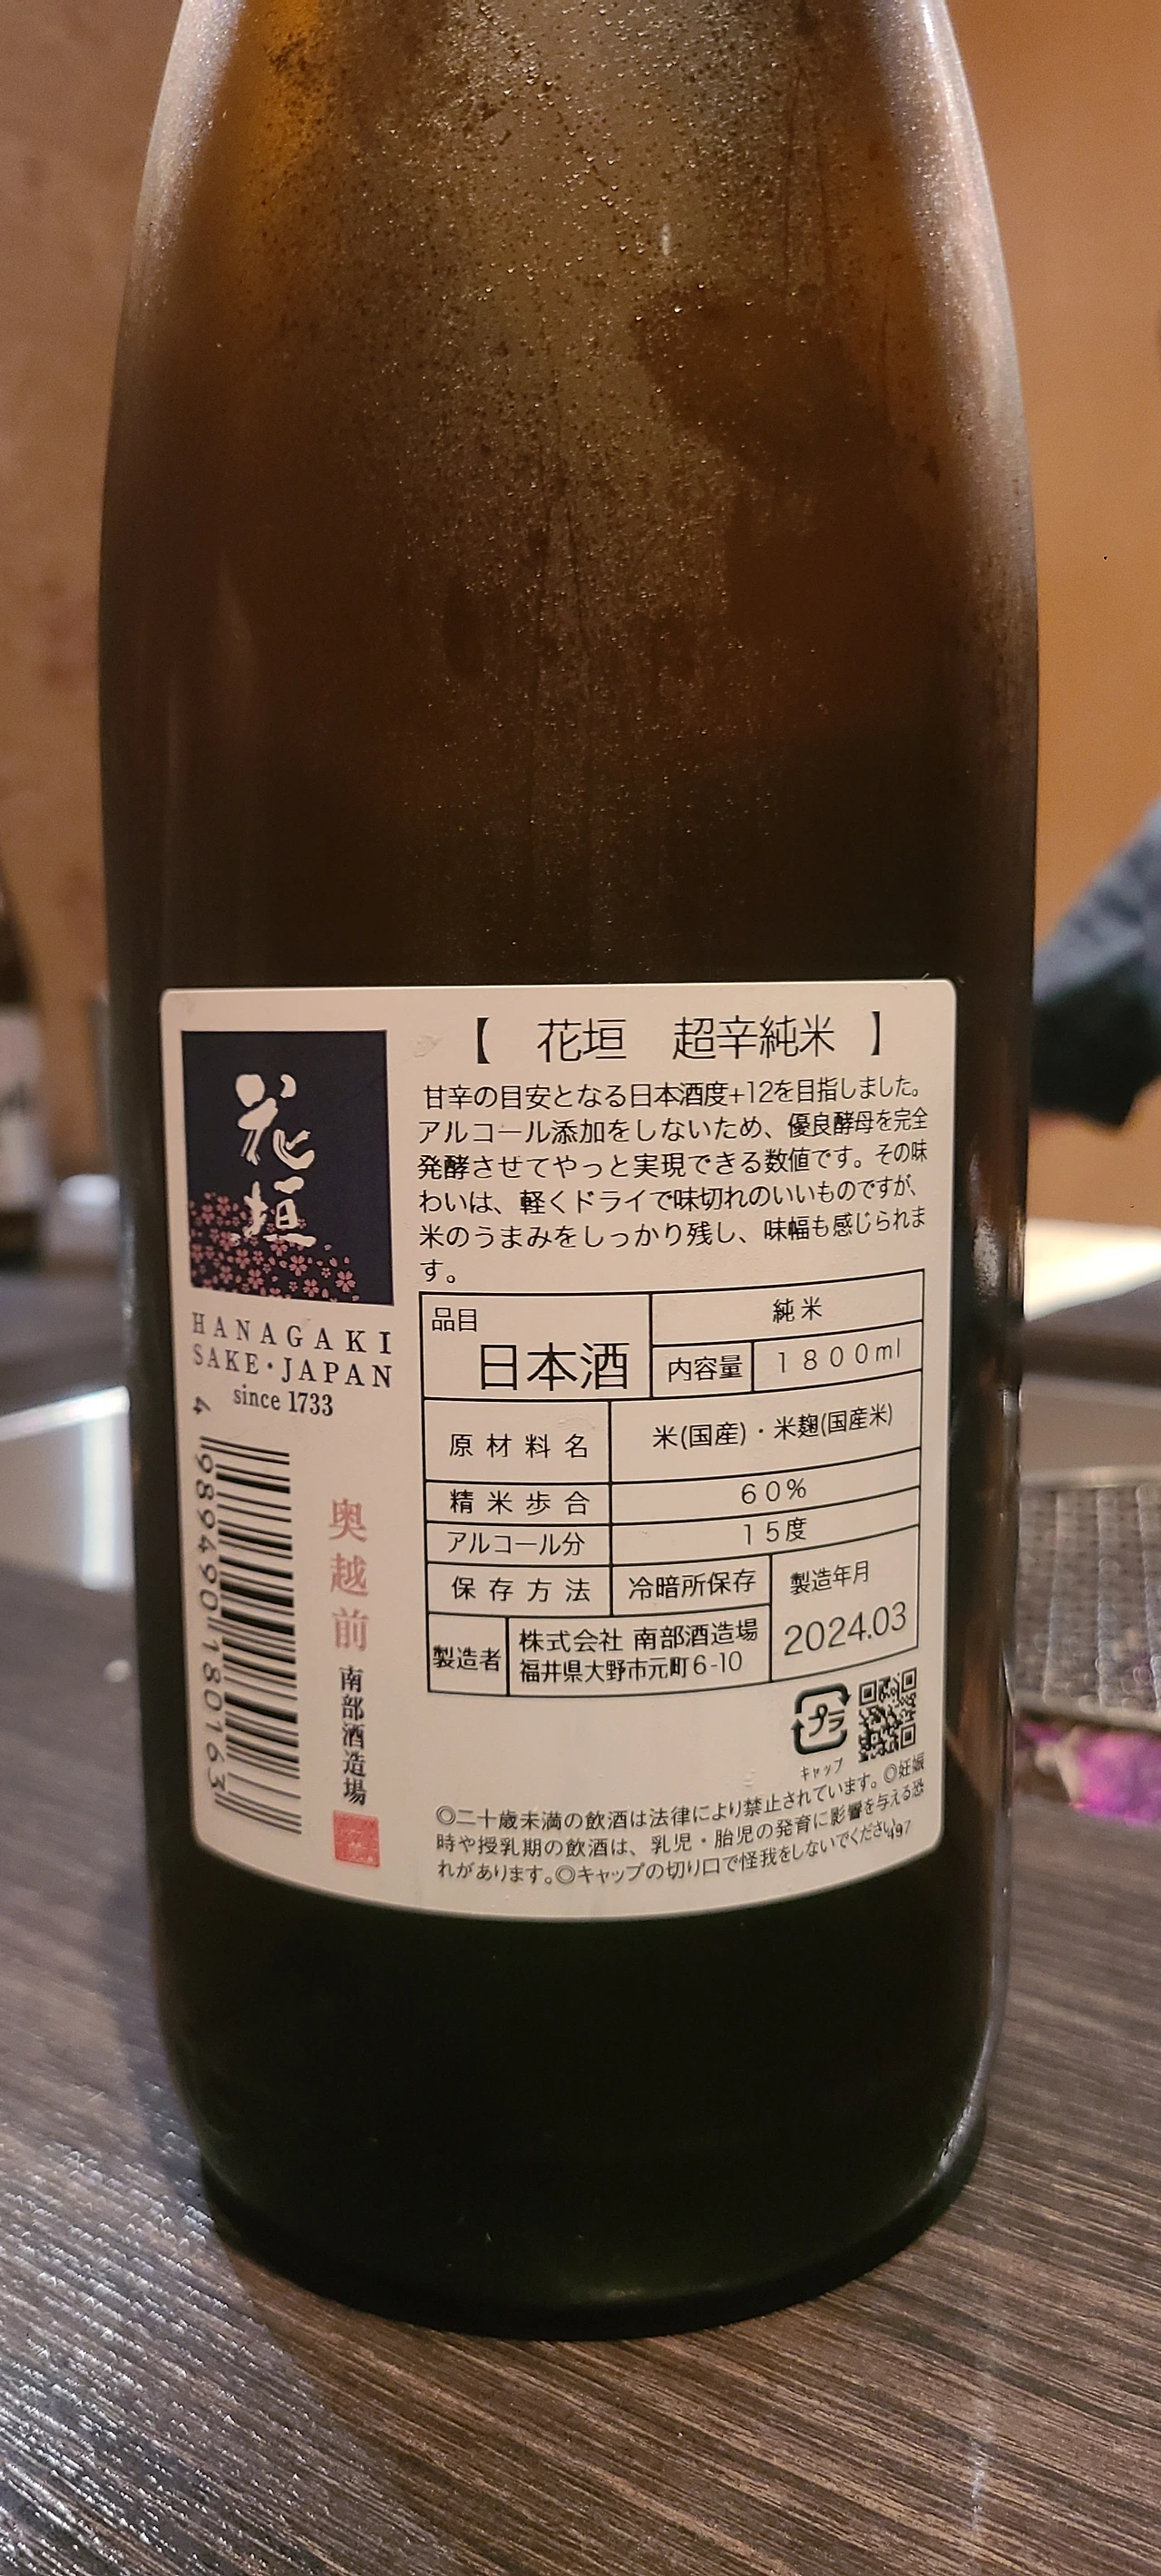 花垣
HANAGAKI
SAKE・JAPAN
since 1733
4 989490 180163
奥越前
南部酒造場
【 花垣 超辛純米 】
甘辛の目安となる日本酒度+12を目指しました。
アルコール添加をしないため、優良酵母を完全
発酵させてやっと実現できる数値です。その味
わいは、軽くドライで味切れのいいものですが、
米のうまみをしっかり残し、味幅も感じられま
す。
品目
日本酒
純米
内容量 1800ml
原材料名 米(国産)・米麹(国産米)
精米歩合 60%
アルコール分 15度
保存方法 冷暗所保存
製造年月
2024.03
製造者
株式会社 南部酒造場
福井県大野市元町6-10
プラ
キャップ
◎二十歳未満の飲酒は法律により禁止されています。◎妊娠
時や授乳期の飲酒は、乳児・胎児の発育に影響を与える恐
れがあります。◎キャップの切り口で怪我をしないでください。